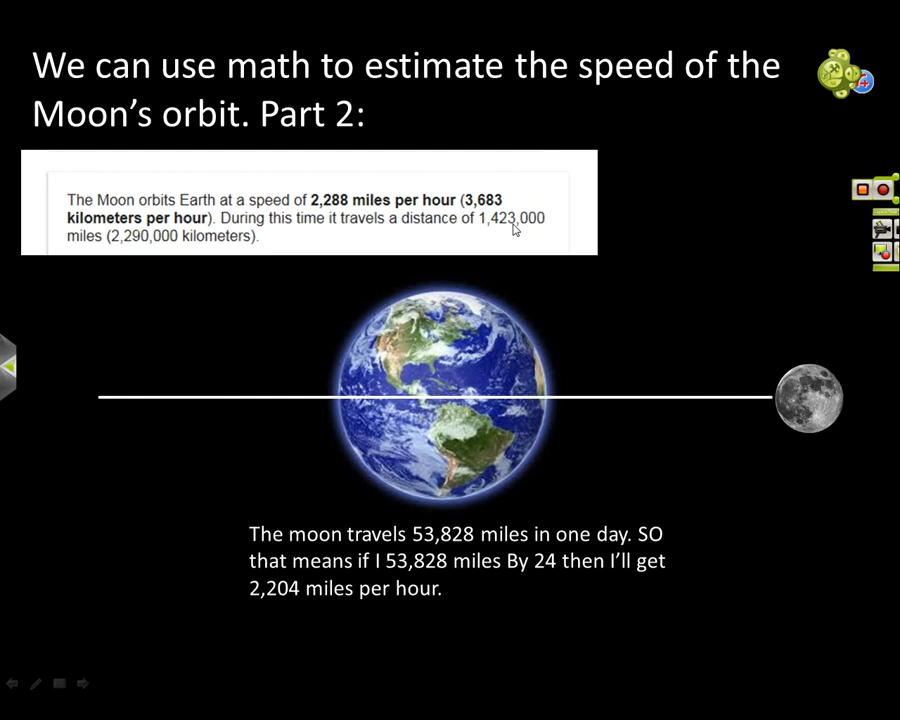 We can use math to estimate the speed of the
Moon's orbit. Part 2:
The Moon orbits Earth at a speed of 2,288 miles per hour (3,683
kilometers per hour). During this time it travels a distance of 1,423,000
miles (2,290,000 kilometers).
The moon travels 53,828 miles in one day. SO
that means if I 53,828 miles By 24 then I'll get
2,204 miles per hour.